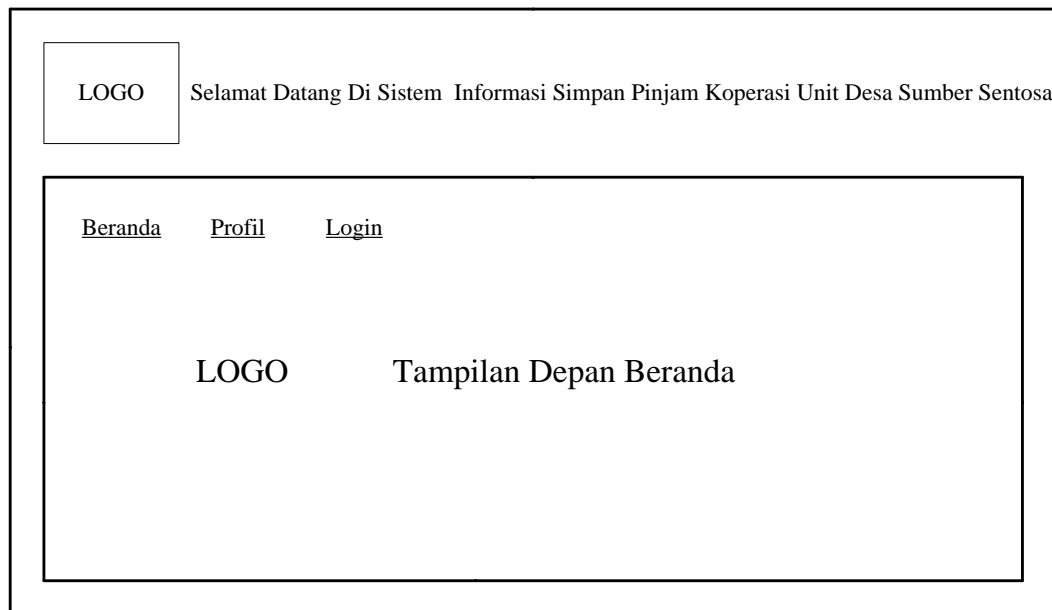 LOGO
Selamat Datang Di Sistem  Informasi Simpan Pinjam Koperasi Unit Desa Sumber Sentosa
Beranda Profil Login
LOGO Tampilan Depan Beranda